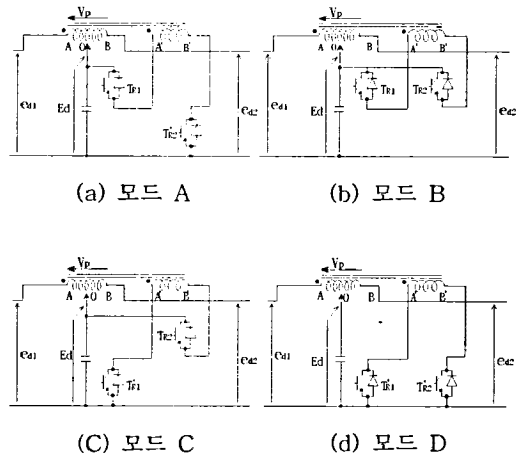 Vp
A O B A' B'
ed1 Ed TR1 TR2' ed2
(a) 모드 A
Vp
A O B A' B'
ed1 Ed TR1 TR2 ed2
(b) 모드 B
Vp
A O B A' B'
ed1 Ed TR1' TR2 ed2
(C) 모드 C
Vp
A O B A' B'
ed1 Ed TR1' TR2' ed2
(d) 모드 D